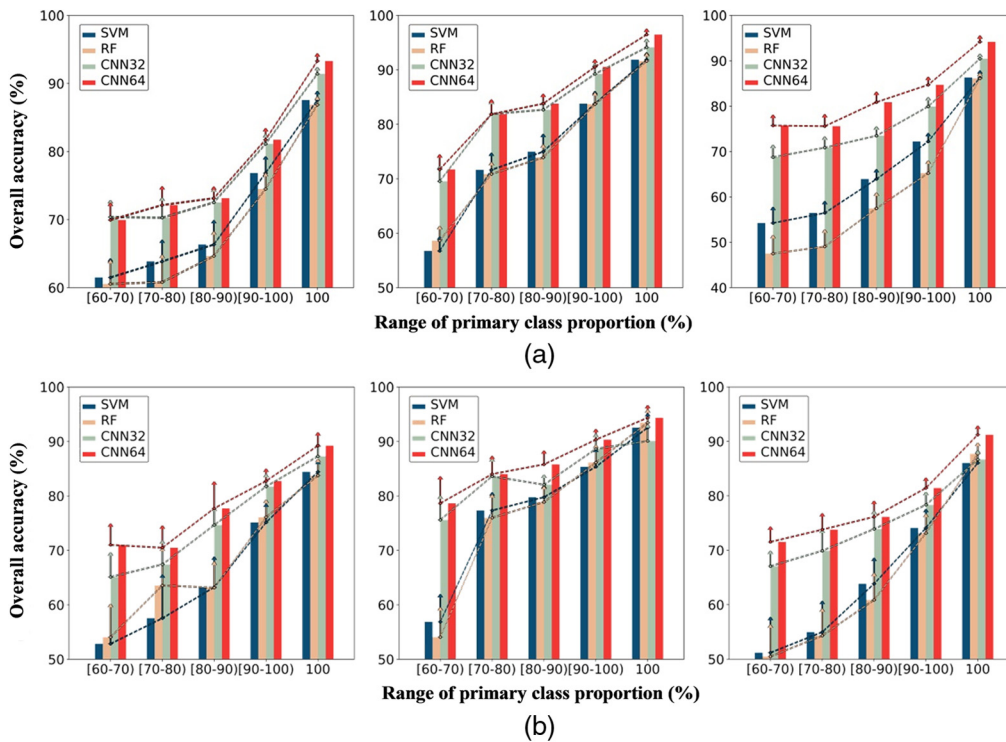 100
90
80
70
60
Overall accuracy (%)
SVM
RF
CNN32
CNN64
[60-70) [70-80) [80-90) [90-100) 100
100
90
80
70
60
50
SVM
RF
CNN32
CNN64
[60-70) [70-80) [80-90) [90-100) 100
100
90
80
70
60
50
40
SVM
RF
CNN32
CNN64
[60-70) [70-80) [80-90) [90-100) 100
Range of primary class proportion (%)
(a)
100
90
80
70
60
50
Overall accuracy (%)
SVM
RF
CNN32
CNN64
[60-70) [70-80) [80-90) [90-100) 100
100
90
80
70
60
50
SVM
RF
CNN32
CNN64
[60-70) [70-80) [80-90) [90-100) 100
100
90
80
70
60
50
SVM
RF
CNN32
CNN64
[60-70) [70-80) [80-90) [90-100) 100
Range of primary class proportion (%)
(b)